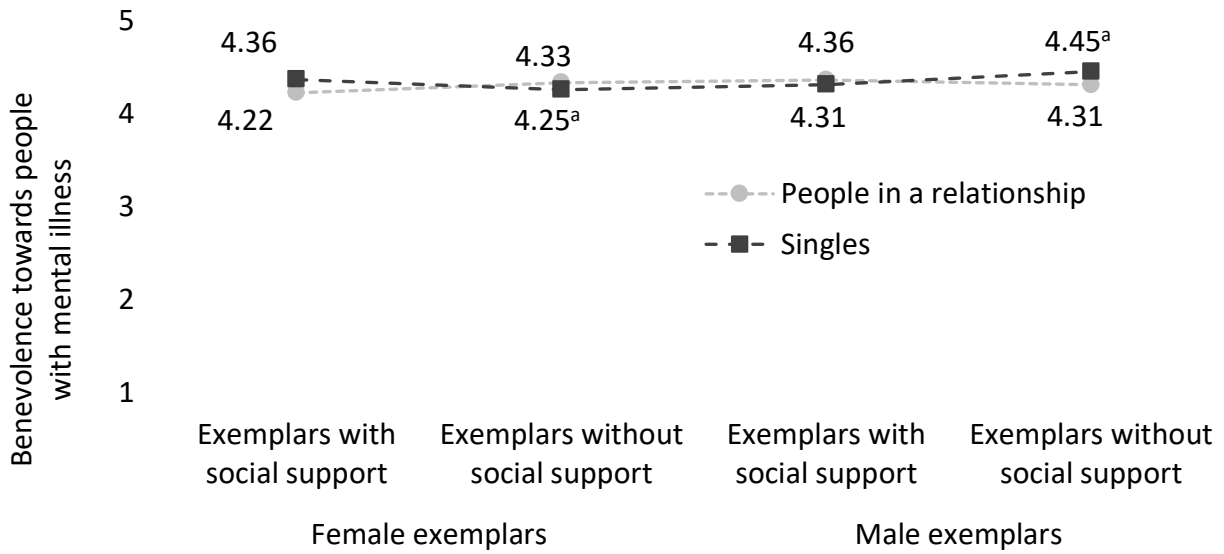 5
4
3
2
1
Benevolence towards people
with mental illness
4.36
4.33
4.36
4.45ᵃ
4.22
4.25ᵃ
4.31
4.31
People in a relationship
Singles
Exemplars with
social support
Exemplars without
social support
Exemplars with
social support
Exemplars without
social support
Female exemplars
Male exemplars